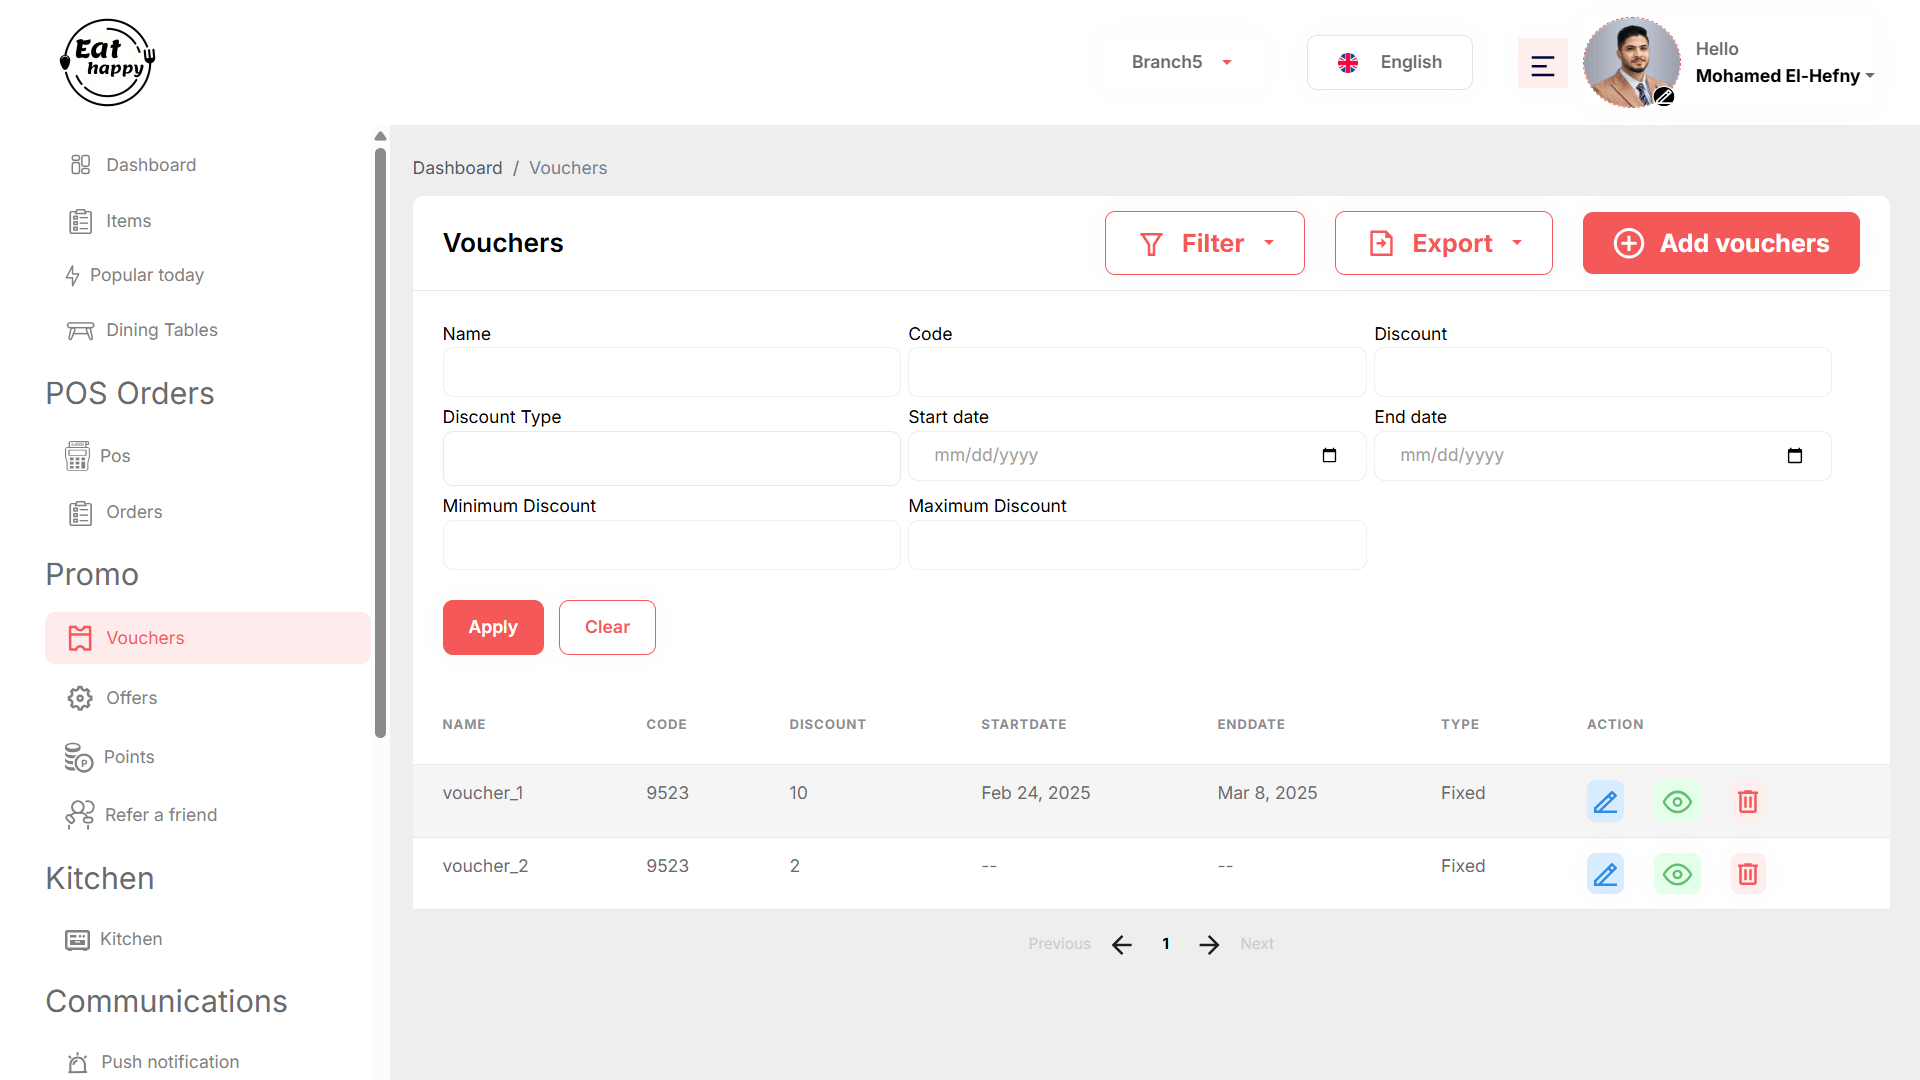 Eat
happy
Branch5
English
Hello
Mohamed El-Hefny
Dashboard
Items
Popular today
Dining Tables
POS Orders
Pos
Orders
Promo
Vouchers
Offers
Points
P
Refer a friend
Kitchen
Kitchen
Communications
Push notification
Dashboard / Vouchers
Vouchers
Filter
Export
Add vouchers
Name Code Discount
Discount Type Start date End date
mm/dd/yyyy mm/dd/yyyy
Minimum Discount Maximum Discount
Apply Clear
NAME CODE DISCOUNT STARTDATE ENDDATE TYPE ACTION
voucher_1 9523 10 Feb 24, 2025 Mar 8, 2025 Fixed
voucher_2 9523 2 -- -- Fixed
Previous 1 Next